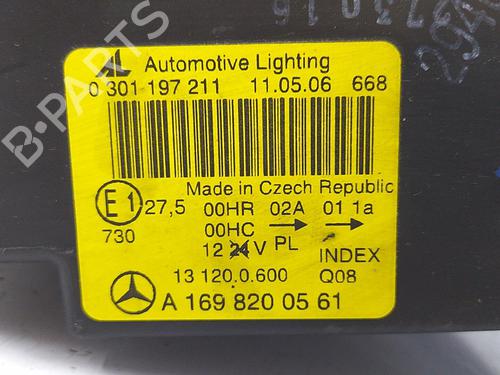 Automotive Lighting
0 301 197 211 11.05.06 668
Made in Czech Republic
E1 27,5 00HR 02A 01 1a
730 00HC
12 24 V PL INDEX
13 120.0.600 Q08
A 169 820 05 61
B-PARTS